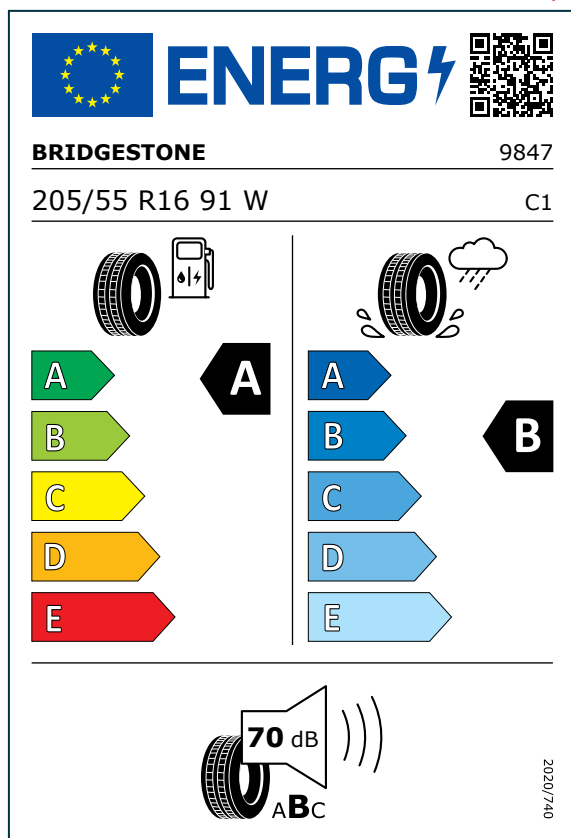 ENERG
BRIDGESTONE 9847
205/55 R16 91 W C1
A A A
B B B
C C
D D
E E
70 dB
ABC
2020/740